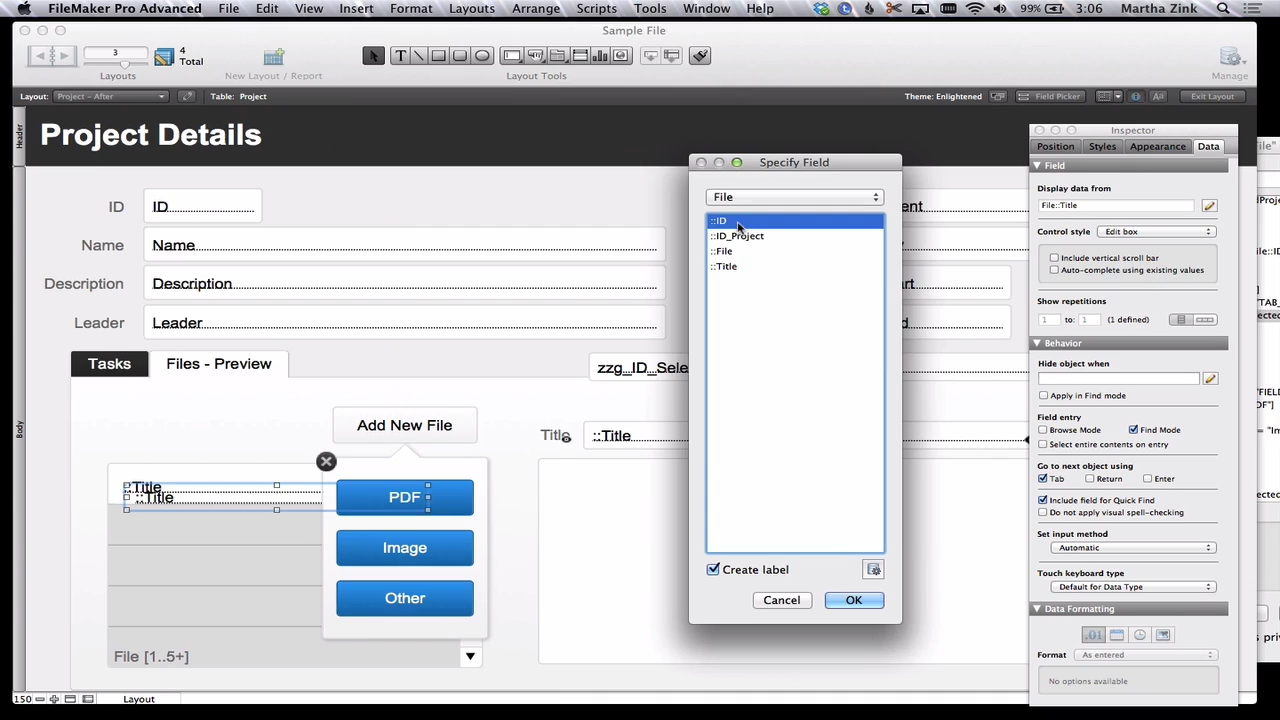 FileMaker Pro Advanced File Edit View Insert Format Layouts Arrange Scripts Tools Window Help 99% 3:06 Martha Zink
Sample File
3
4
Total
Layouts
New Layout / Report
Layout Tools
Manage
Layout: Project - After
Table: Project
Theme: Enlightened
Field Picker
Aa
Exit Layout
Header
Project Details
ID
ID
Name
Name
Description
Description
Leader
Leader
Tasks
Files - Preview
zzg_ID_Sele
Add New File
Title
::Title
::Title
::Title
PDF
Image
Other
File [1..5+]
Body
150
Layout
Specify Field
File
::ID
::ID_Project
::File
::Title
Create label
Cancel
OK
Inspector
Position
Styles
Appearance
Data
Field
Display data from
File::Title
Control style
Edit box
Include vertical scroll bar
Auto-complete using existing values
Show repetitions
1 to: 1 (1 defined)
Behavior
Hide object when
Apply in Find mode
Field entry
Browse Mode
Find Mode
Select entire contents on entry
Go to next object using
Tab
Return
Enter
Include field for Quick Find
Do not apply visual spell-checking
Set input method
Automatic
Touch keyboard type
Default for Data Type
Data Formatting
Format
As entered
No options available